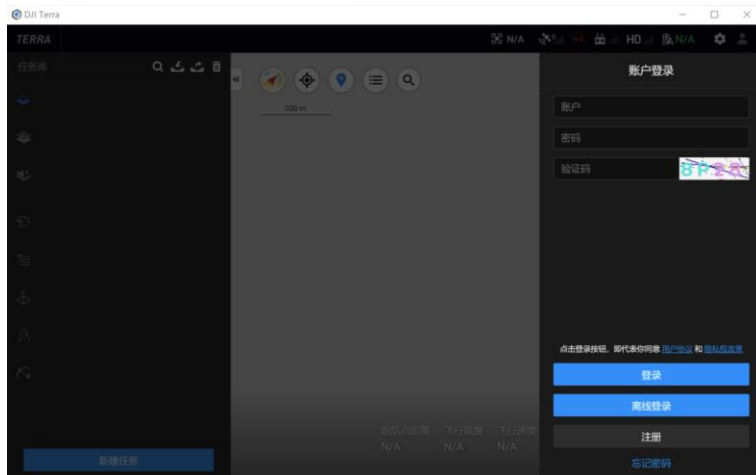 DJI Terra
TERRA
N/A
HD
N/A
任务库
100 m
账户登录
账户
密码
验证码
8P28
点击登录按钮，即代表你同意 用户协议 和 隐私权政策
登录
离线登录
注册
忘记密码
返航点距离 飞行高度 飞行速度
N/A N/A N/A
新建任务